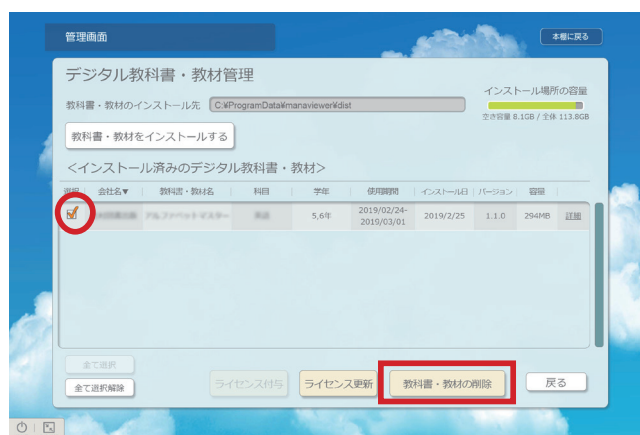 管理画面
本棚に戻る
デジタル教科書・教材管理
インストール場所の容量
教科書・教材のインストール先 C:¥ProgramData¥manaviewer¥dist
空き容量 8.1GB / 全体 113.8GB
教科書・教材をインストールする
<インストール済みのデジタル教科書・教材>
選択 会社名▼ 教科書・教材名 科目 学年 使用期間 インストール日 バージョン 容量
5,6年 2019/02/24-
2019/03/01 2019/2/25 1.1.0 294MB 詳細
全て選択
全て選択解除 ライセンス付与 ライセンス更新 教科書・教材の削除 戻る